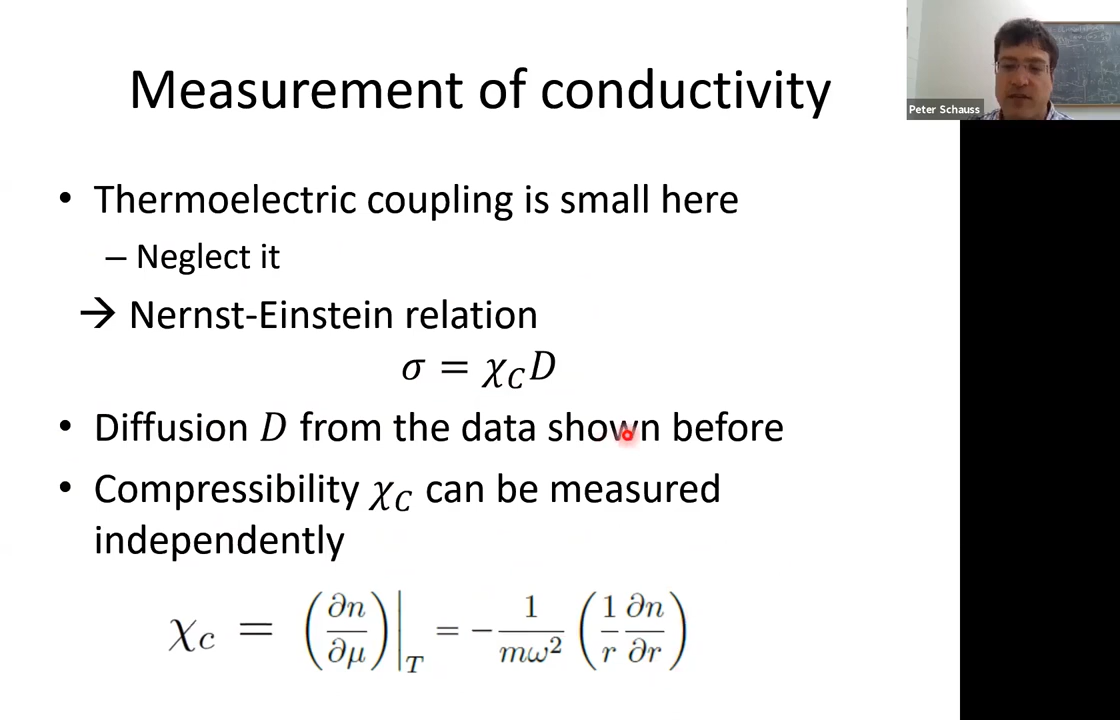 Measurement of conductivity
Peter Schauss
• Thermoelectric coupling is small here
– Neglect it
→ Nernst-Einstein relation
σ = χ_C D
• Diffusion D from the data shown before
• Compressibility χ_C can be measured
independently
χ_c = (∂n/∂μ)|_T = − 1/(mω²) (1/r ∂n/∂r)